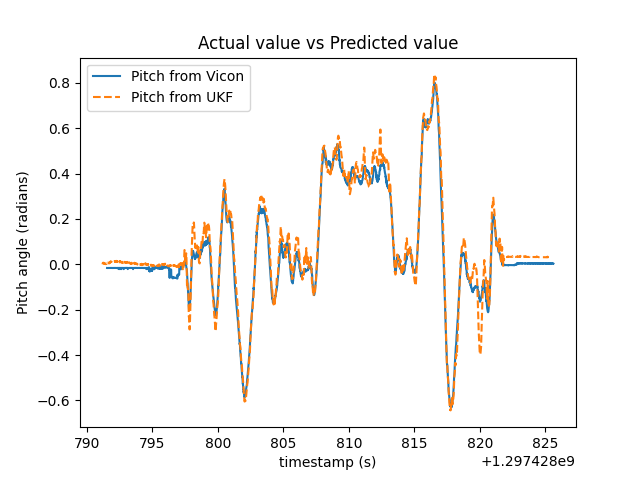 Actual value vs Predicted value
Pitch from Vicon
Pitch from UKF
Pitch angle (radians)
0.8
0.6
0.4
0.2
0.0
−0.2
−0.4
−0.6
790 795 800 805 810 815 820 825
timestamp (s)
+1.297428e9